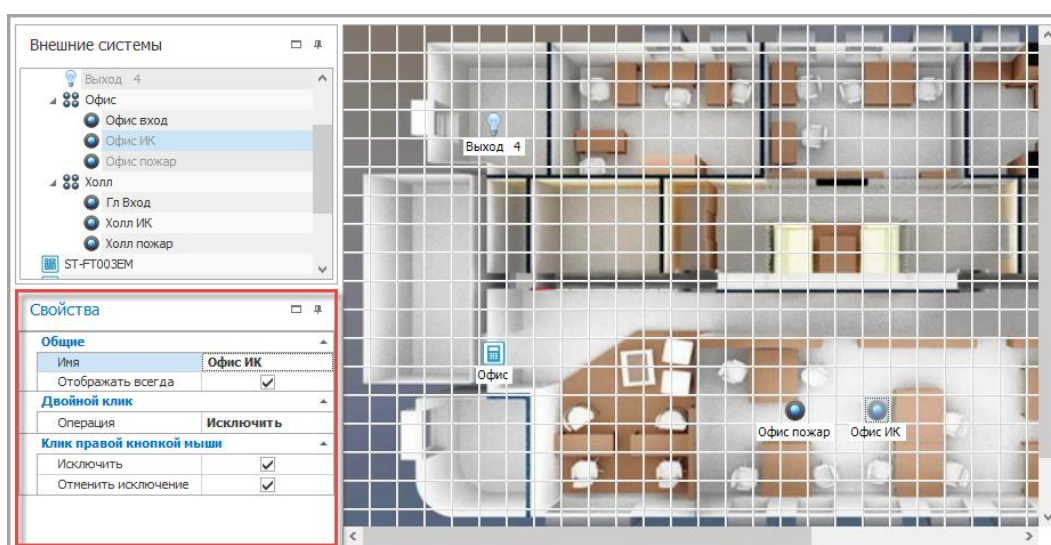 Внешние системы
Выход 4
Офис
Офис вход
Офис ИК
Офис пожар
Холл
Гл Вход
Холл ИК
Холл пожар
ST-FT003EM
Свойства
Общие
Имя Офис ИК
Отображать всегда
Двойной клик
Операция Исключить
Клик правой кнопкой мыши
Исключить
Отменить исключение
Выход 4
Офис
Офис пожар Офис ИК